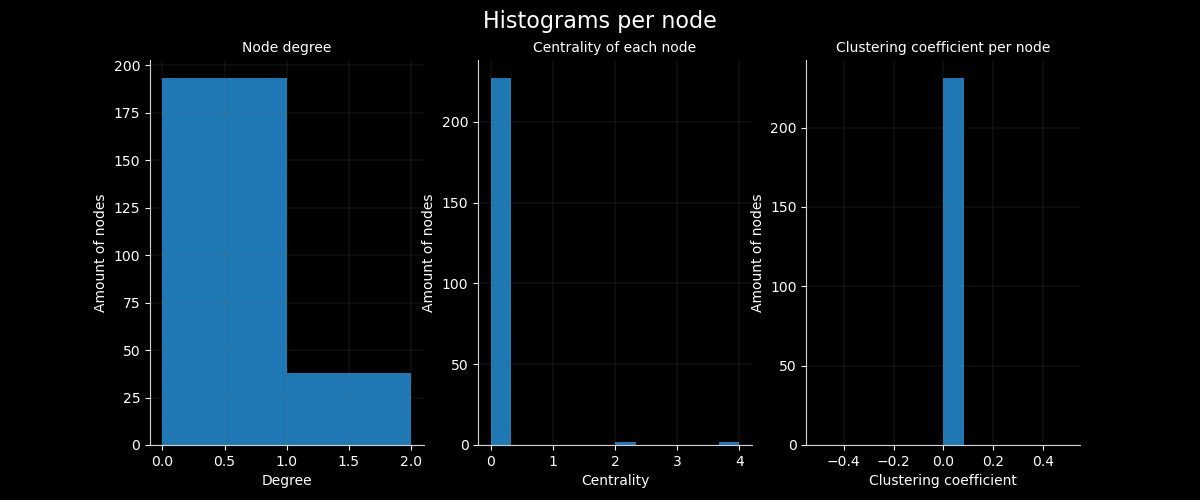 Histograms per node
Node degree
Amount of nodes
200
175
150
125
100
75
50
25
0
0.0 0.5 1.0 1.5 2.0
Degree
Centrality of each node
Amount of nodes
200
150
100
50
0
0 1 2 3 4
Centrality
Clustering coefficient per node
Amount of nodes
200
150
100
50
0
−0.4 −0.2 0.0 0.2 0.4
Clustering coefficient